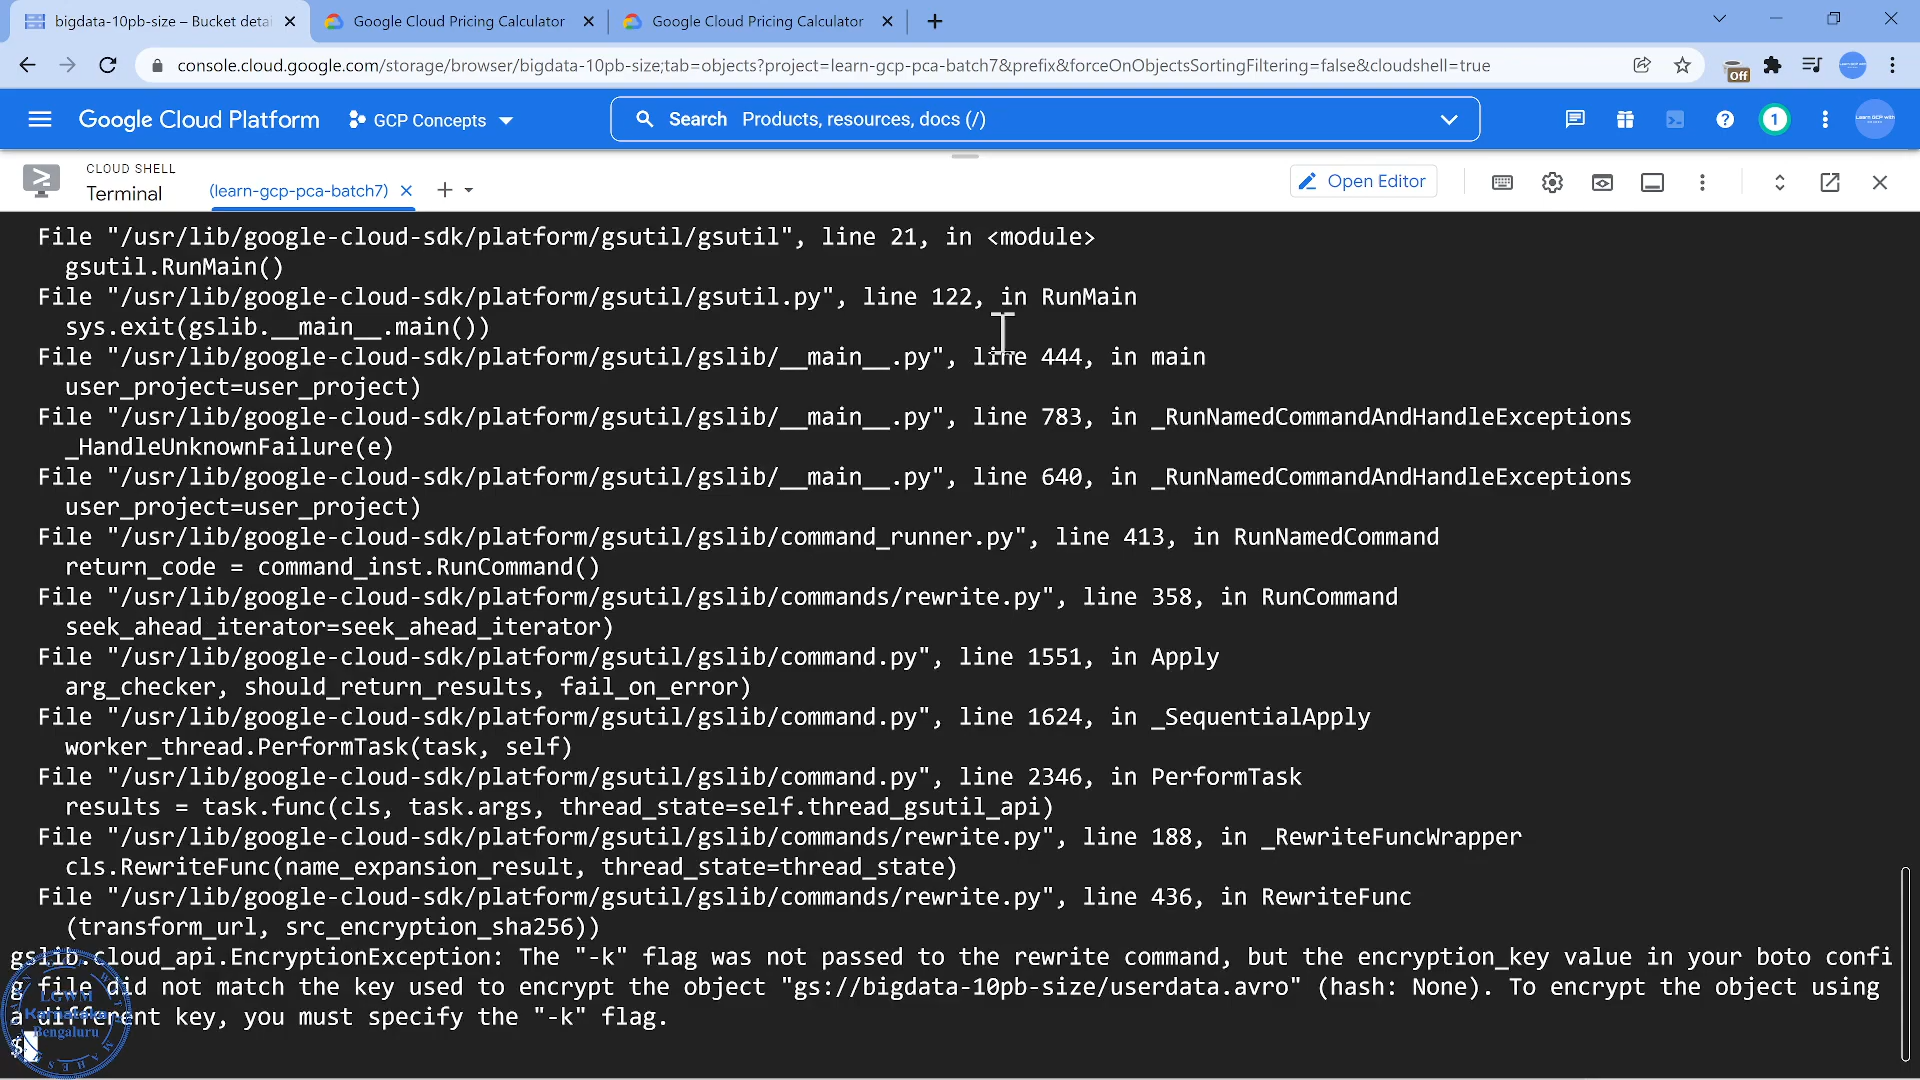 bigdata-10pb-size – Bucket detai
Google Cloud Pricing Calculator
Google Cloud Pricing Calculator
console.cloud.google.com/storage/browser/bigdata-10pb-size;tab=objects?project=learn-gcp-pca-batch7&prefix&forceOnObjectsSortingFiltering=false&cloudshell=true
Off
Google Cloud Platform
GCP Concepts
Search Products, resources, docs (/)
1
CLOUD SHELL
Terminal
(learn-gcp-pca-batch7)
Open Editor
File "/usr/lib/google-cloud-sdk/platform/gsutil/gsutil", line 21, in <module>
gsutil.RunMain()
File "/usr/lib/google-cloud-sdk/platform/gsutil/gsutil.py", line 122, in RunMain
sys.exit(gslib.__main__.main())
File "/usr/lib/google-cloud-sdk/platform/gsutil/gslib/__main__.py", line 444, in main
user_project=user_project)
File "/usr/lib/google-cloud-sdk/platform/gsutil/gslib/__main__.py", line 783, in _RunNamedCommandAndHandleExceptions
_HandleUnknownFailure(e)
File "/usr/lib/google-cloud-sdk/platform/gsutil/gslib/__main__.py", line 640, in _RunNamedCommandAndHandleExceptions
user_project=user_project)
File "/usr/lib/google-cloud-sdk/platform/gsutil/gslib/command_runner.py", line 413, in RunNamedCommand
return_code = command_inst.RunCommand()
File "/usr/lib/google-cloud-sdk/platform/gsutil/gslib/commands/rewrite.py", line 358, in RunCommand
seek_ahead_iterator=seek_ahead_iterator)
File "/usr/lib/google-cloud-sdk/platform/gsutil/gslib/command.py", line 1551, in Apply
arg_checker, should_return_results, fail_on_error)
File "/usr/lib/google-cloud-sdk/platform/gsutil/gslib/command.py", line 1624, in _SequentialApply
worker_thread.PerformTask(task, self)
File "/usr/lib/google-cloud-sdk/platform/gsutil/gslib/command.py", line 2346, in PerformTask
results = task.func(cls, task.args, thread_state=self.thread_gsutil_api)
File "/usr/lib/google-cloud-sdk/platform/gsutil/gslib/commands/rewrite.py", line 188, in _RewriteFuncWrapper
cls.RewriteFunc(name_expansion_result, thread_state=thread_state)
File "/usr/lib/google-cloud-sdk/platform/gsutil/gslib/commands/rewrite.py", line 436, in RewriteFunc
(transform_url, src_encryption_sha256))
gslib.cloud_api.EncryptionException: The "-k" flag was not passed to the rewrite command, but the encryption_key value in your boto confi
g file did not match the key used to encrypt the object "gs://bigdata-10pb-size/userdata.avro" (hash: None). To encrypt the object using
a different key, you must specify the "-k" flag.
$
LGWM
Karnataka
Bengaluru